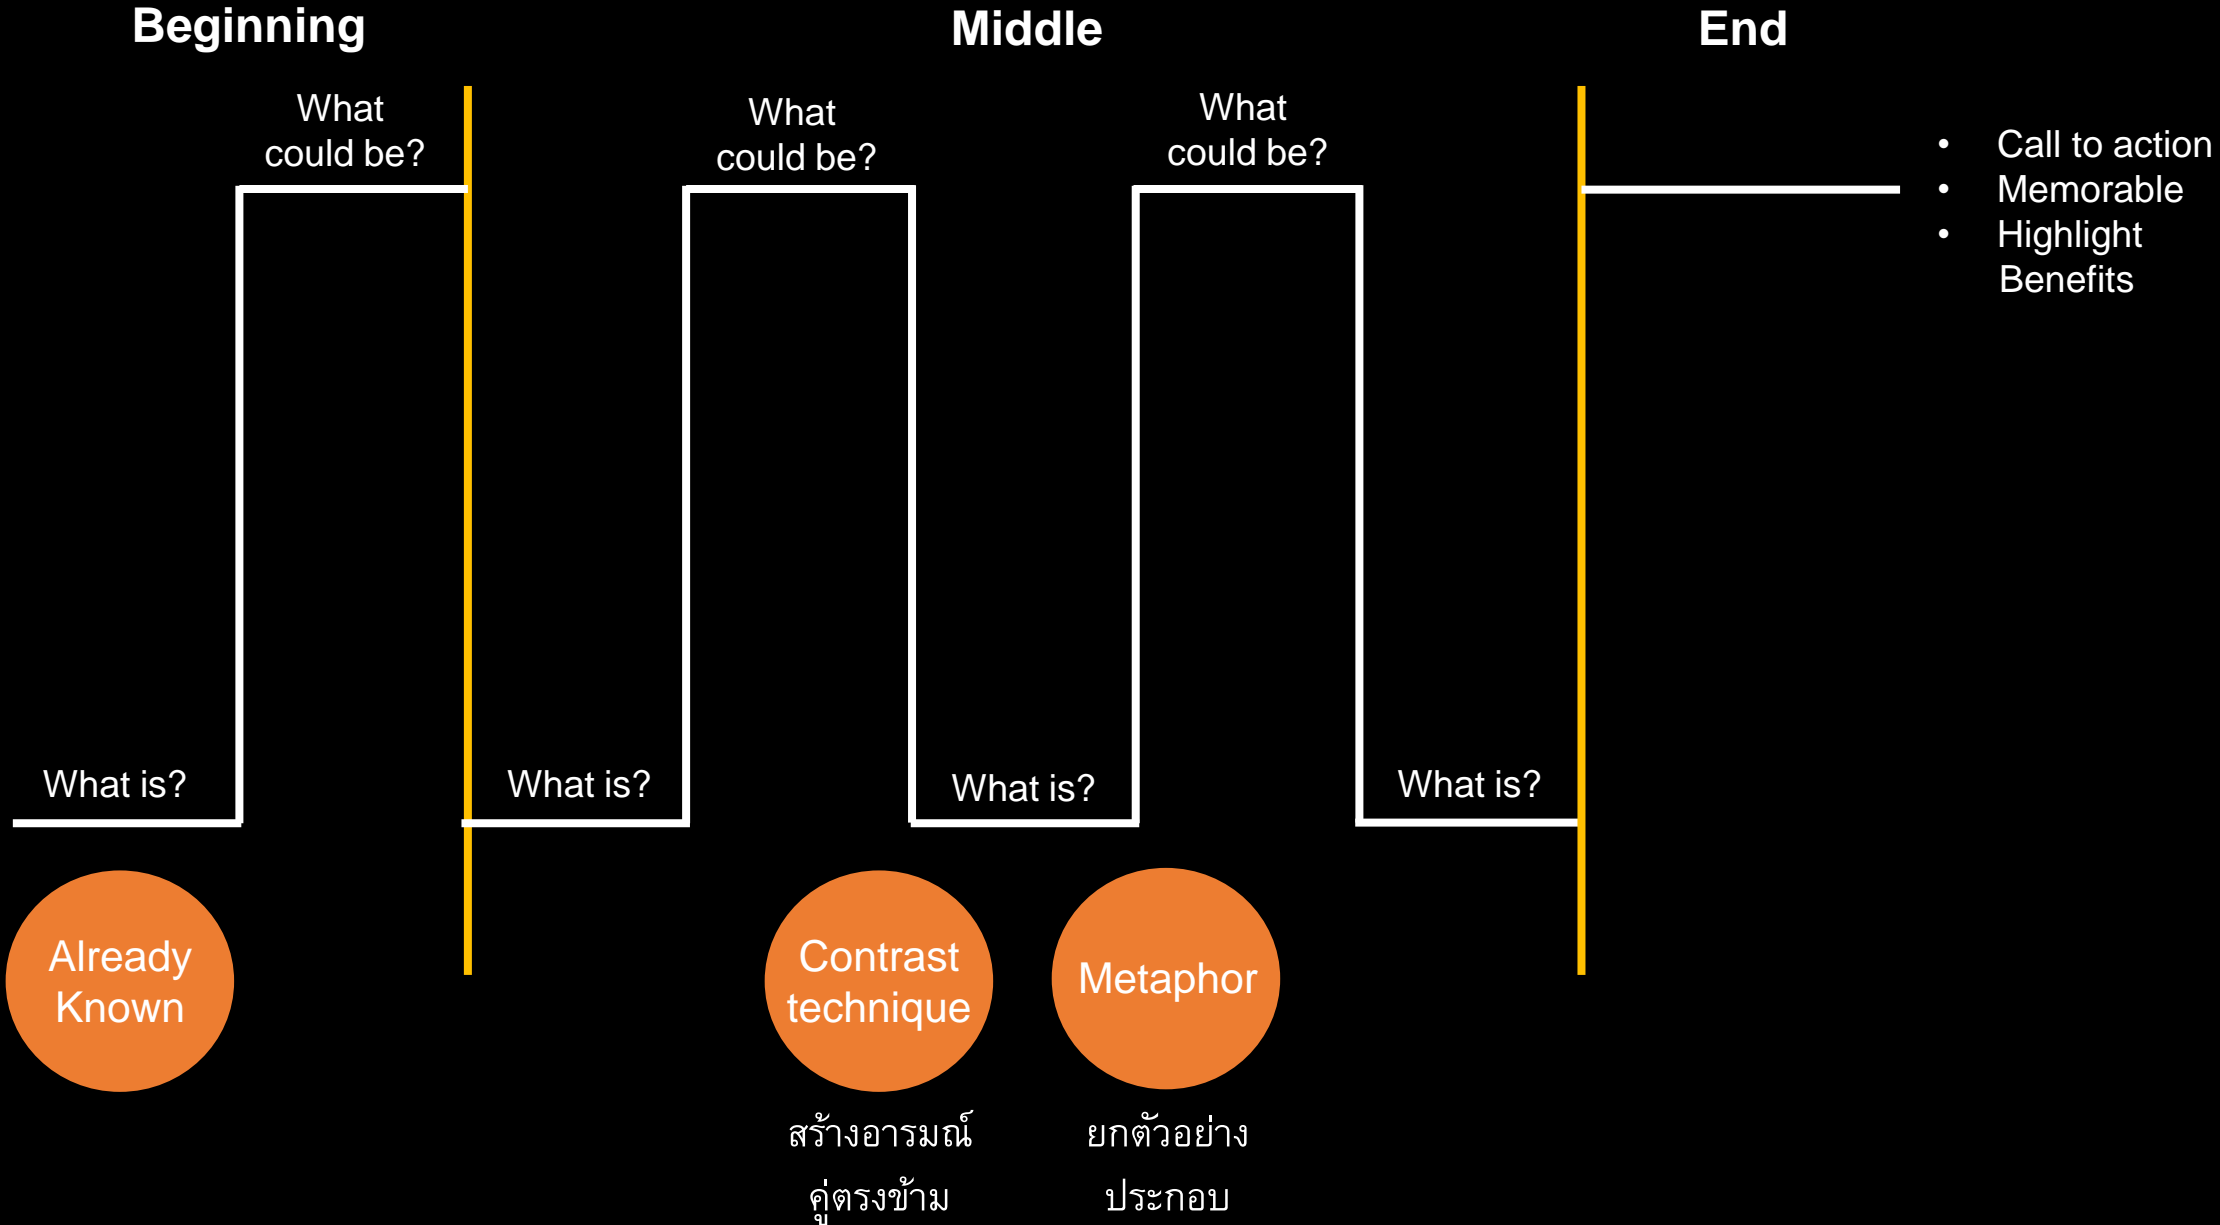 Beginning
Middle
End
What
could be?
What
could be?
What
could be?
• Call to action
• Memorable
• Highlight
Benefits
What is?
What is?
What is?
What is?
Already
Known
Contrast
technique
Metaphor
สร้างอารมณ์
คู่ตรงข้าม
ยกตัวอย่าง
ประกอบ